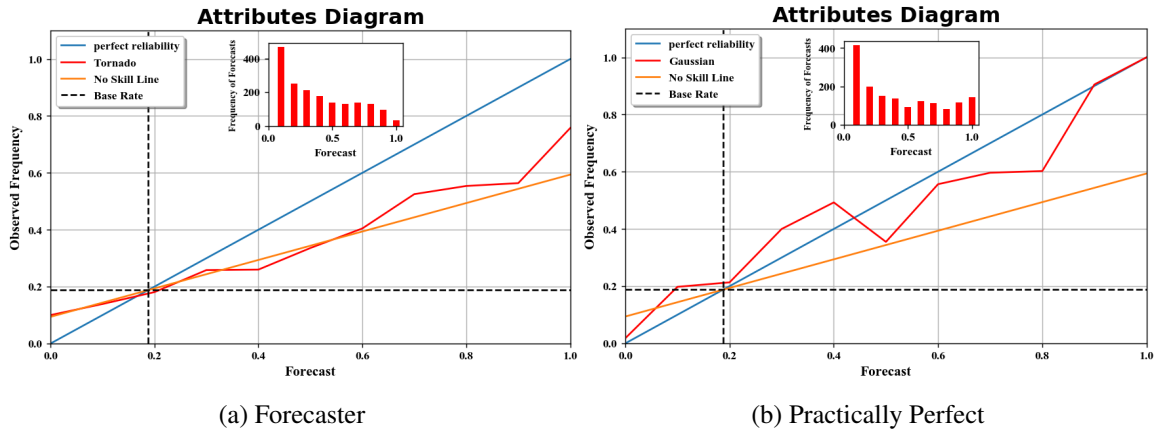 Attributes Diagram
perfect reliability
Tornado
No Skill Line
Base Rate
Frequency of Forecasts
400
200
0
0.0 0.5 1.0
Forecast
Observed Frequency
1.0
0.8
0.6
0.4
0.2
0.0
0.0 0.2 0.4 0.6 0.8 1.0
Forecast
(a) Forecaster
Attributes Diagram
perfect reliability
Gaussian
No Skill Line
Base Rate
Frequency of Forecasts
400
200
0
0.0 0.5 1.0
Forecast
Observed Frequency
1.0
0.8
0.6
0.4
0.2
0.0
0.0 0.2 0.4 0.6 0.8 1.0
Forecast
(b) Practically Perfect